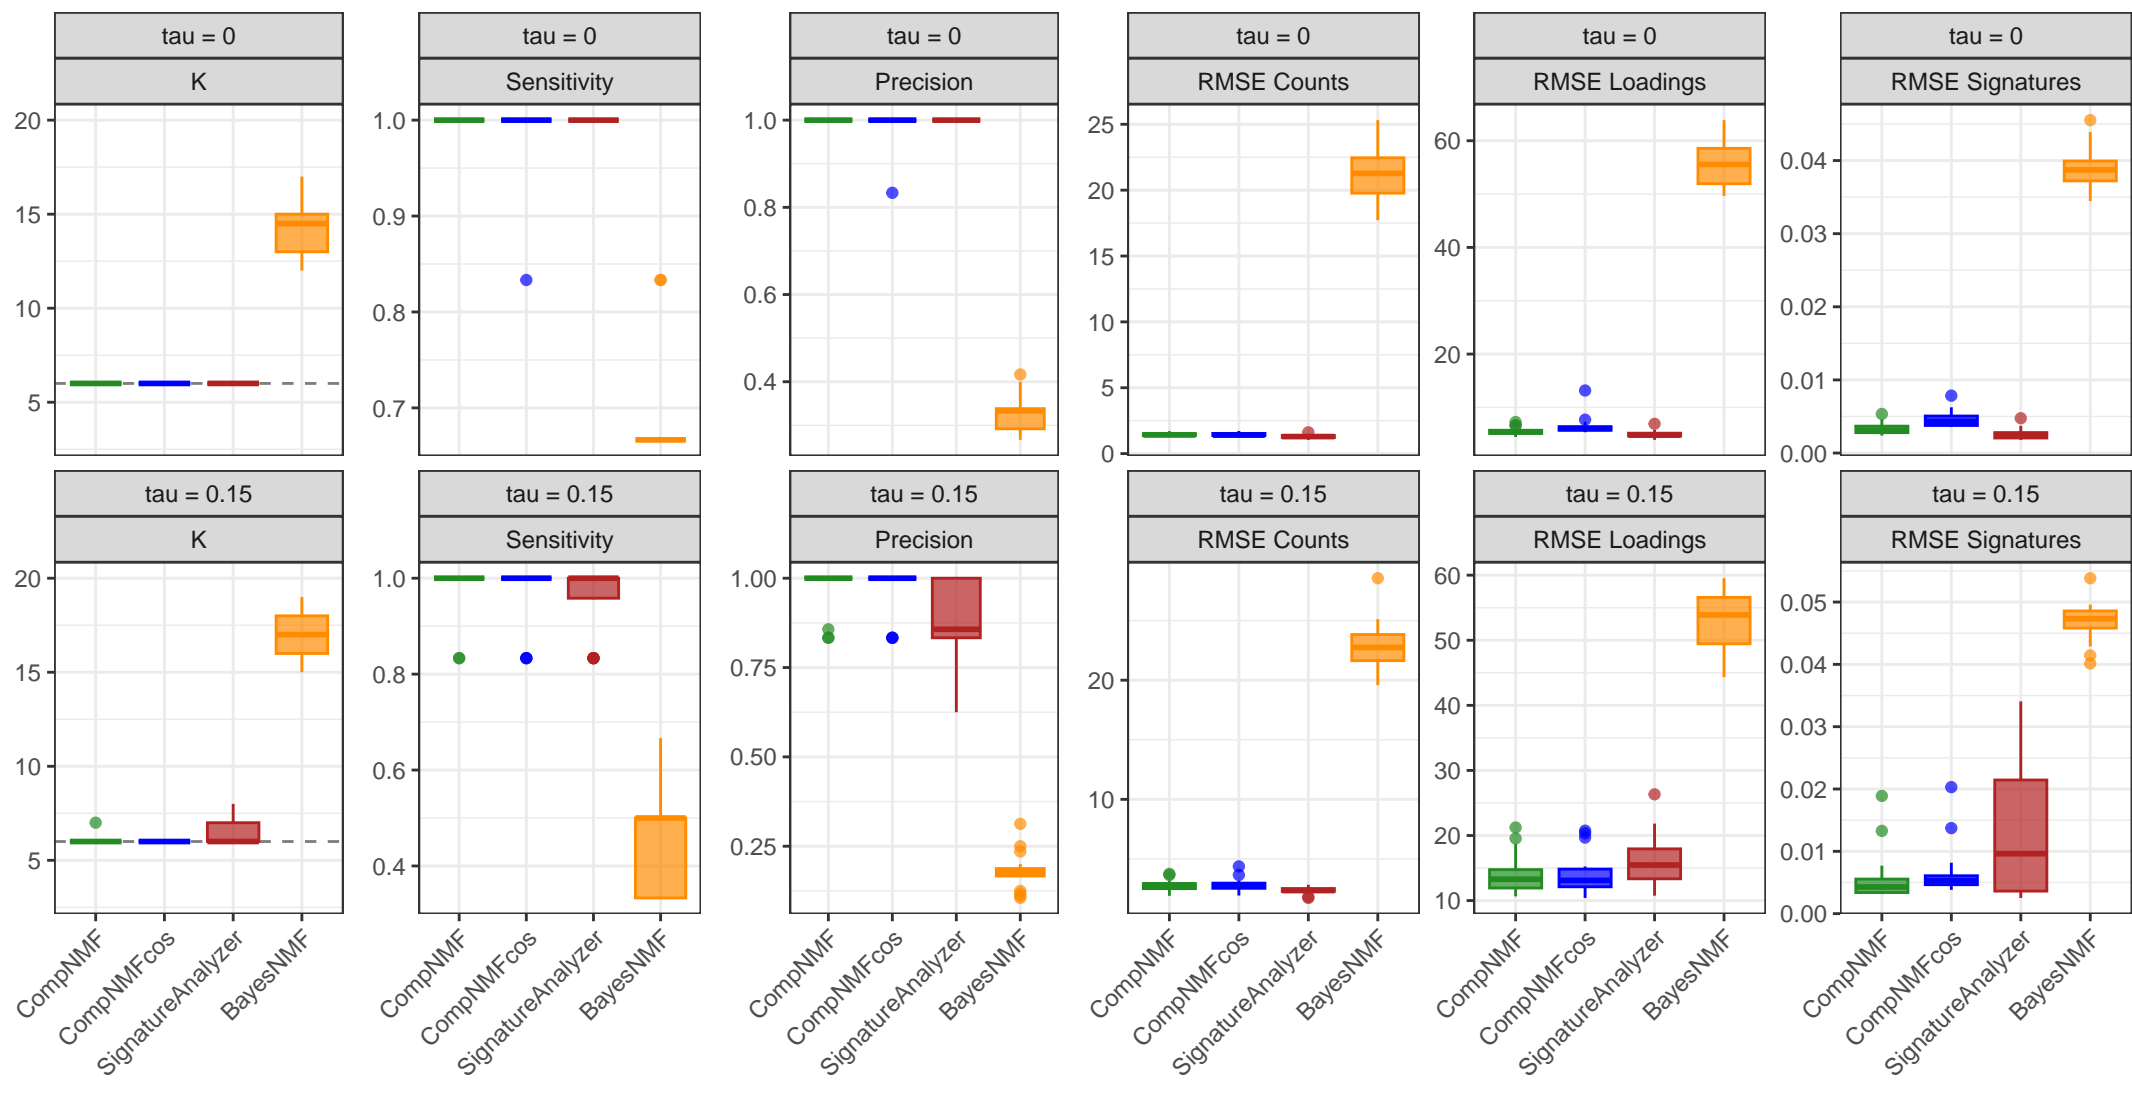 tau = 0
tau = 0
tau = 0
tau = 0
tau = 0
tau = 0
K
Sensitivity
Precision
RMSE Counts
RMSE Loadings
RMSE Signatures
20
15
10
5
1.0
0.9
0.8
0.7
1.0
0.8
0.6
0.4
25
20
15
10
5
0
60
40
20
0.04
0.03
0.02
0.01
0.00
tau = 0.15
tau = 0.15
tau = 0.15
tau = 0.15
tau = 0.15
tau = 0.15
K
Sensitivity
Precision
RMSE Counts
RMSE Loadings
RMSE Signatures
20
15
10
5
1.0
0.8
0.6
0.4
1.00
0.75
0.50
0.25
20
10
60
50
40
30
20
10
0.05
0.04
0.03
0.02
0.01
0.00
CompNMF
CompNMFcos
SignatureAnalyzer
BayesNMF
CompNMF
CompNMFcos
SignatureAnalyzer
BayesNMF
CompNMF
CompNMFcos
SignatureAnalyzer
BayesNMF
CompNMF
CompNMFcos
SignatureAnalyzer
BayesNMF
CompNMF
CompNMFcos
SignatureAnalyzer
BayesNMF
CompNMF
CompNMFcos
SignatureAnalyzer
BayesNMF